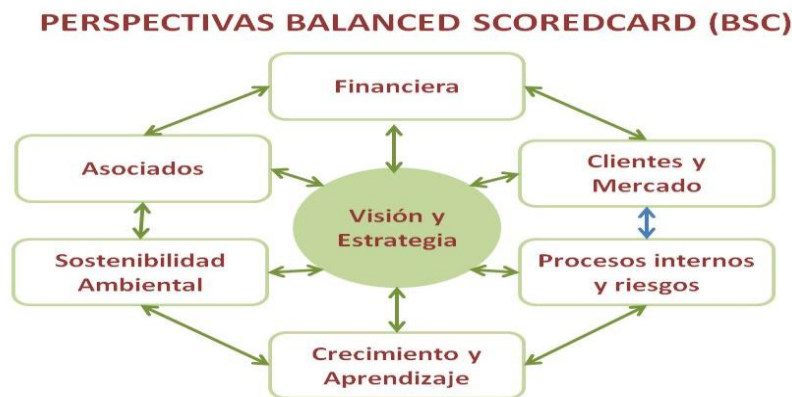 PERSPECTIVAS BALANCED SCOREDCARD (BSC)
Financiera
Asociados
Clientes y
Mercado
Visión y
Estrategia
Sostenibilidad
Ambiental
Procesos internos
y riesgos
Crecimiento y
Aprendizaje